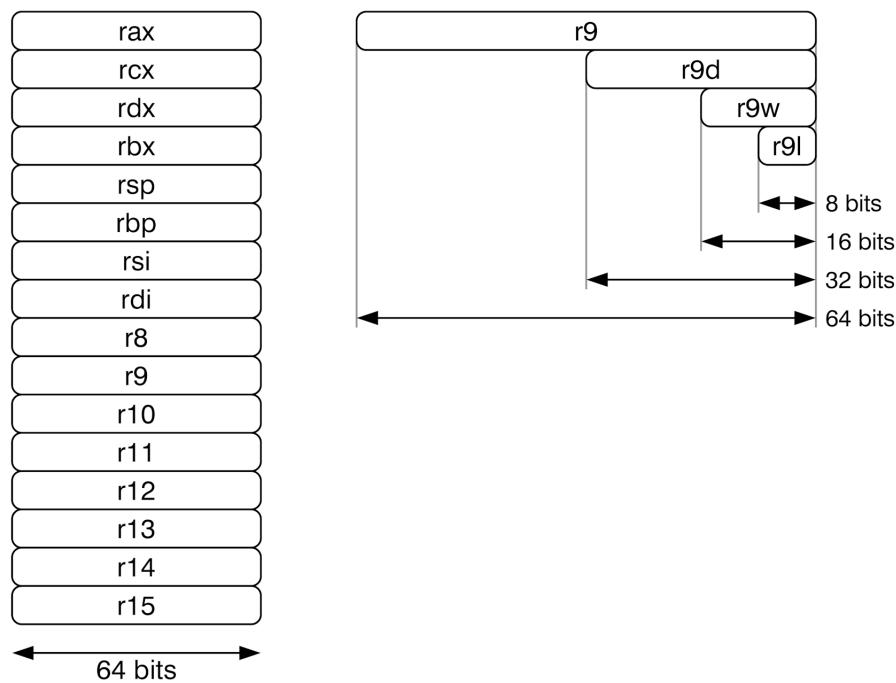 rax
rcx
rdx
rbx
rsp
rbp
rsi
rdi
r8
r9
r10
r11
r12
r13
r14
r15
64 bits
r9
r9d
r9w
r9l
8 bits
16 bits
32 bits
64 bits